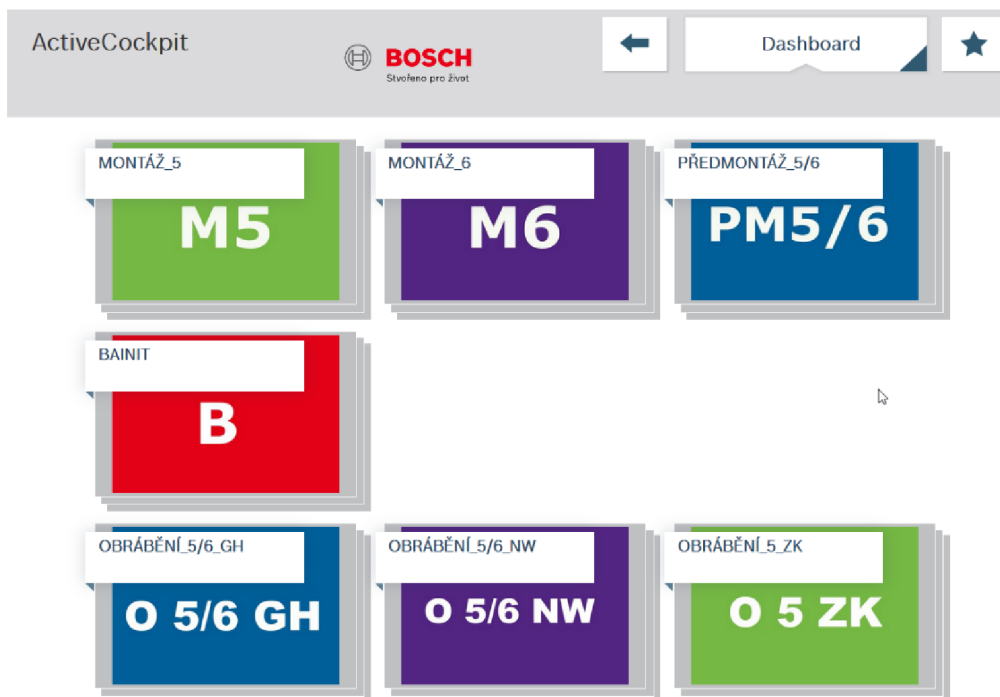 ActiveCockpit
BOSCH
Stvořeno pro život
Dashboard
MONTÁŽ_5
M5
MONTÁŽ_6
M6
PŘEDMONTÁŽ_5/6
PM5/6
BAINIT
B
OBRÁBĚNÍ_5/6_GH
O 5/6 GH
OBRÁBĚNÍ_5/6_NW
O 5/6 NW
OBRÁBĚNÍ_5_ZK
O 5 ZK